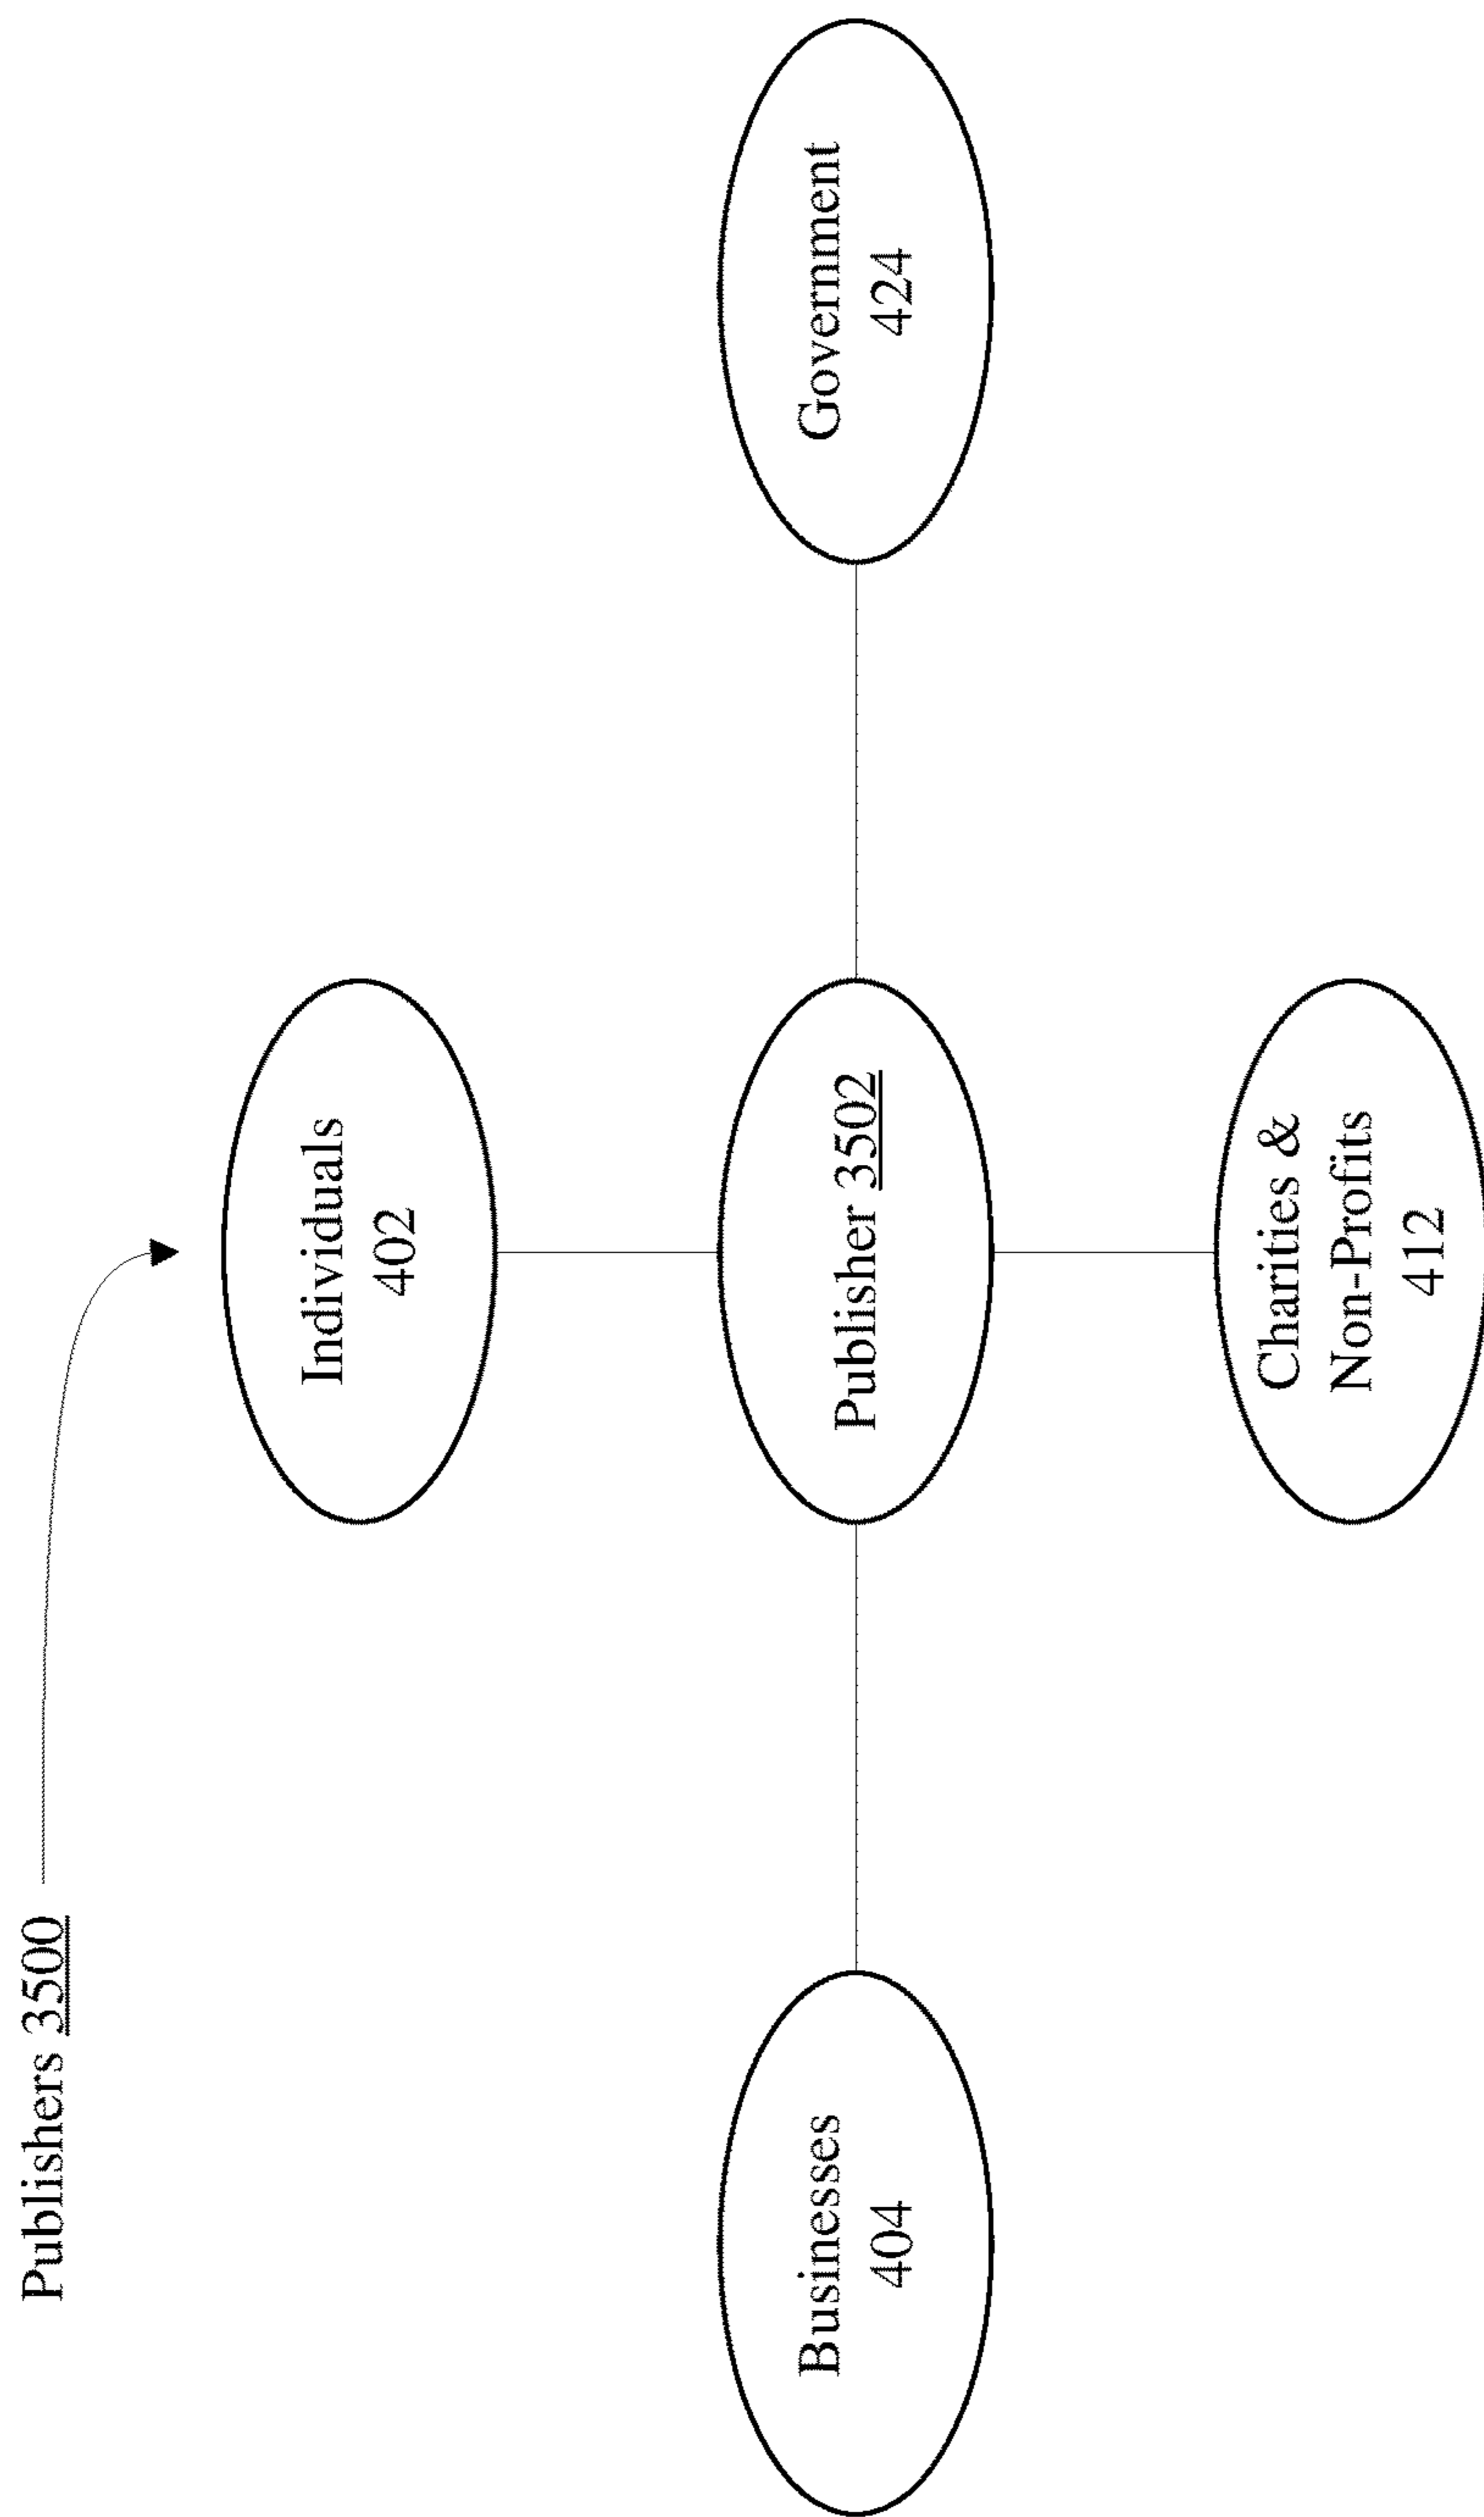 Publishers 3500
Individuals
402
Businesses
404
Publisher 3502
Government
424
Charities &
Non-Profits
412